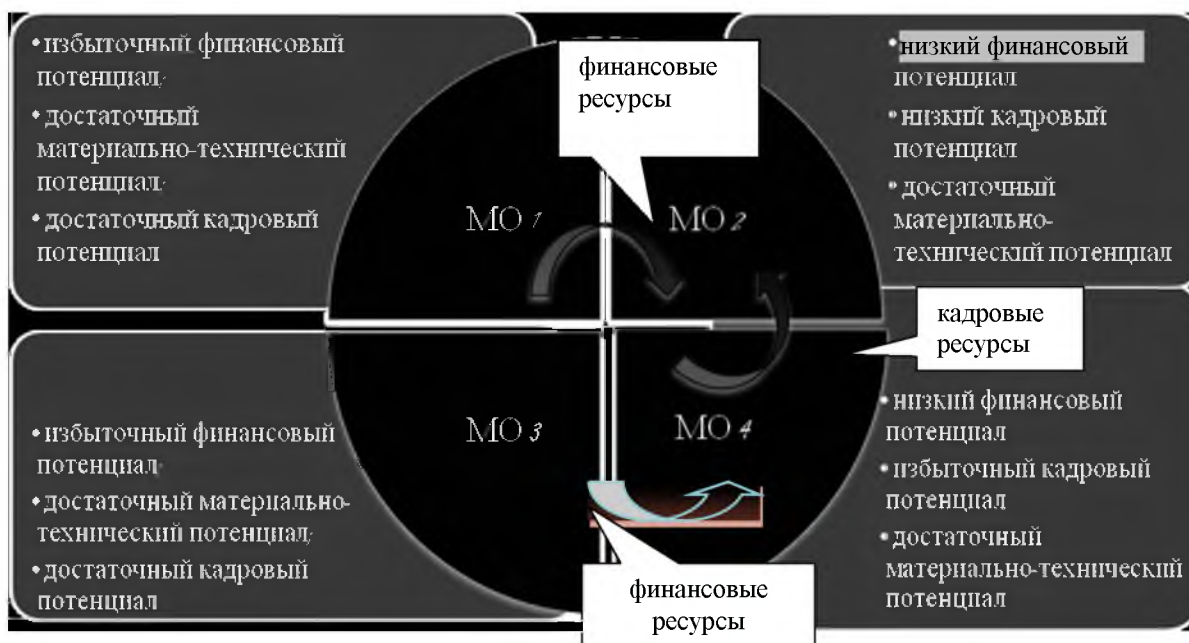 •избыточный финансовый
потенциал;
•достаточный
материально-технический
потенциал;
•достаточный кадровый
потенциал
финансовые
ресурсы
•низкий финансовый
потенциал
•низкий кадровый
потенциал
•достаточный
материально-
технический потенциал
МО 1
МО 2
кадровые
ресурсы
МО 3
МО 4
•избыточный финансовый
потенциал;
•достаточный материально-
технический потенциал;
•достаточный кадровый
потенциал
•низкий финансовый
потенциал
•избыточный кадровый
потенциал
•достаточный
материально-технический
потенциал
финансовые
ресурсы